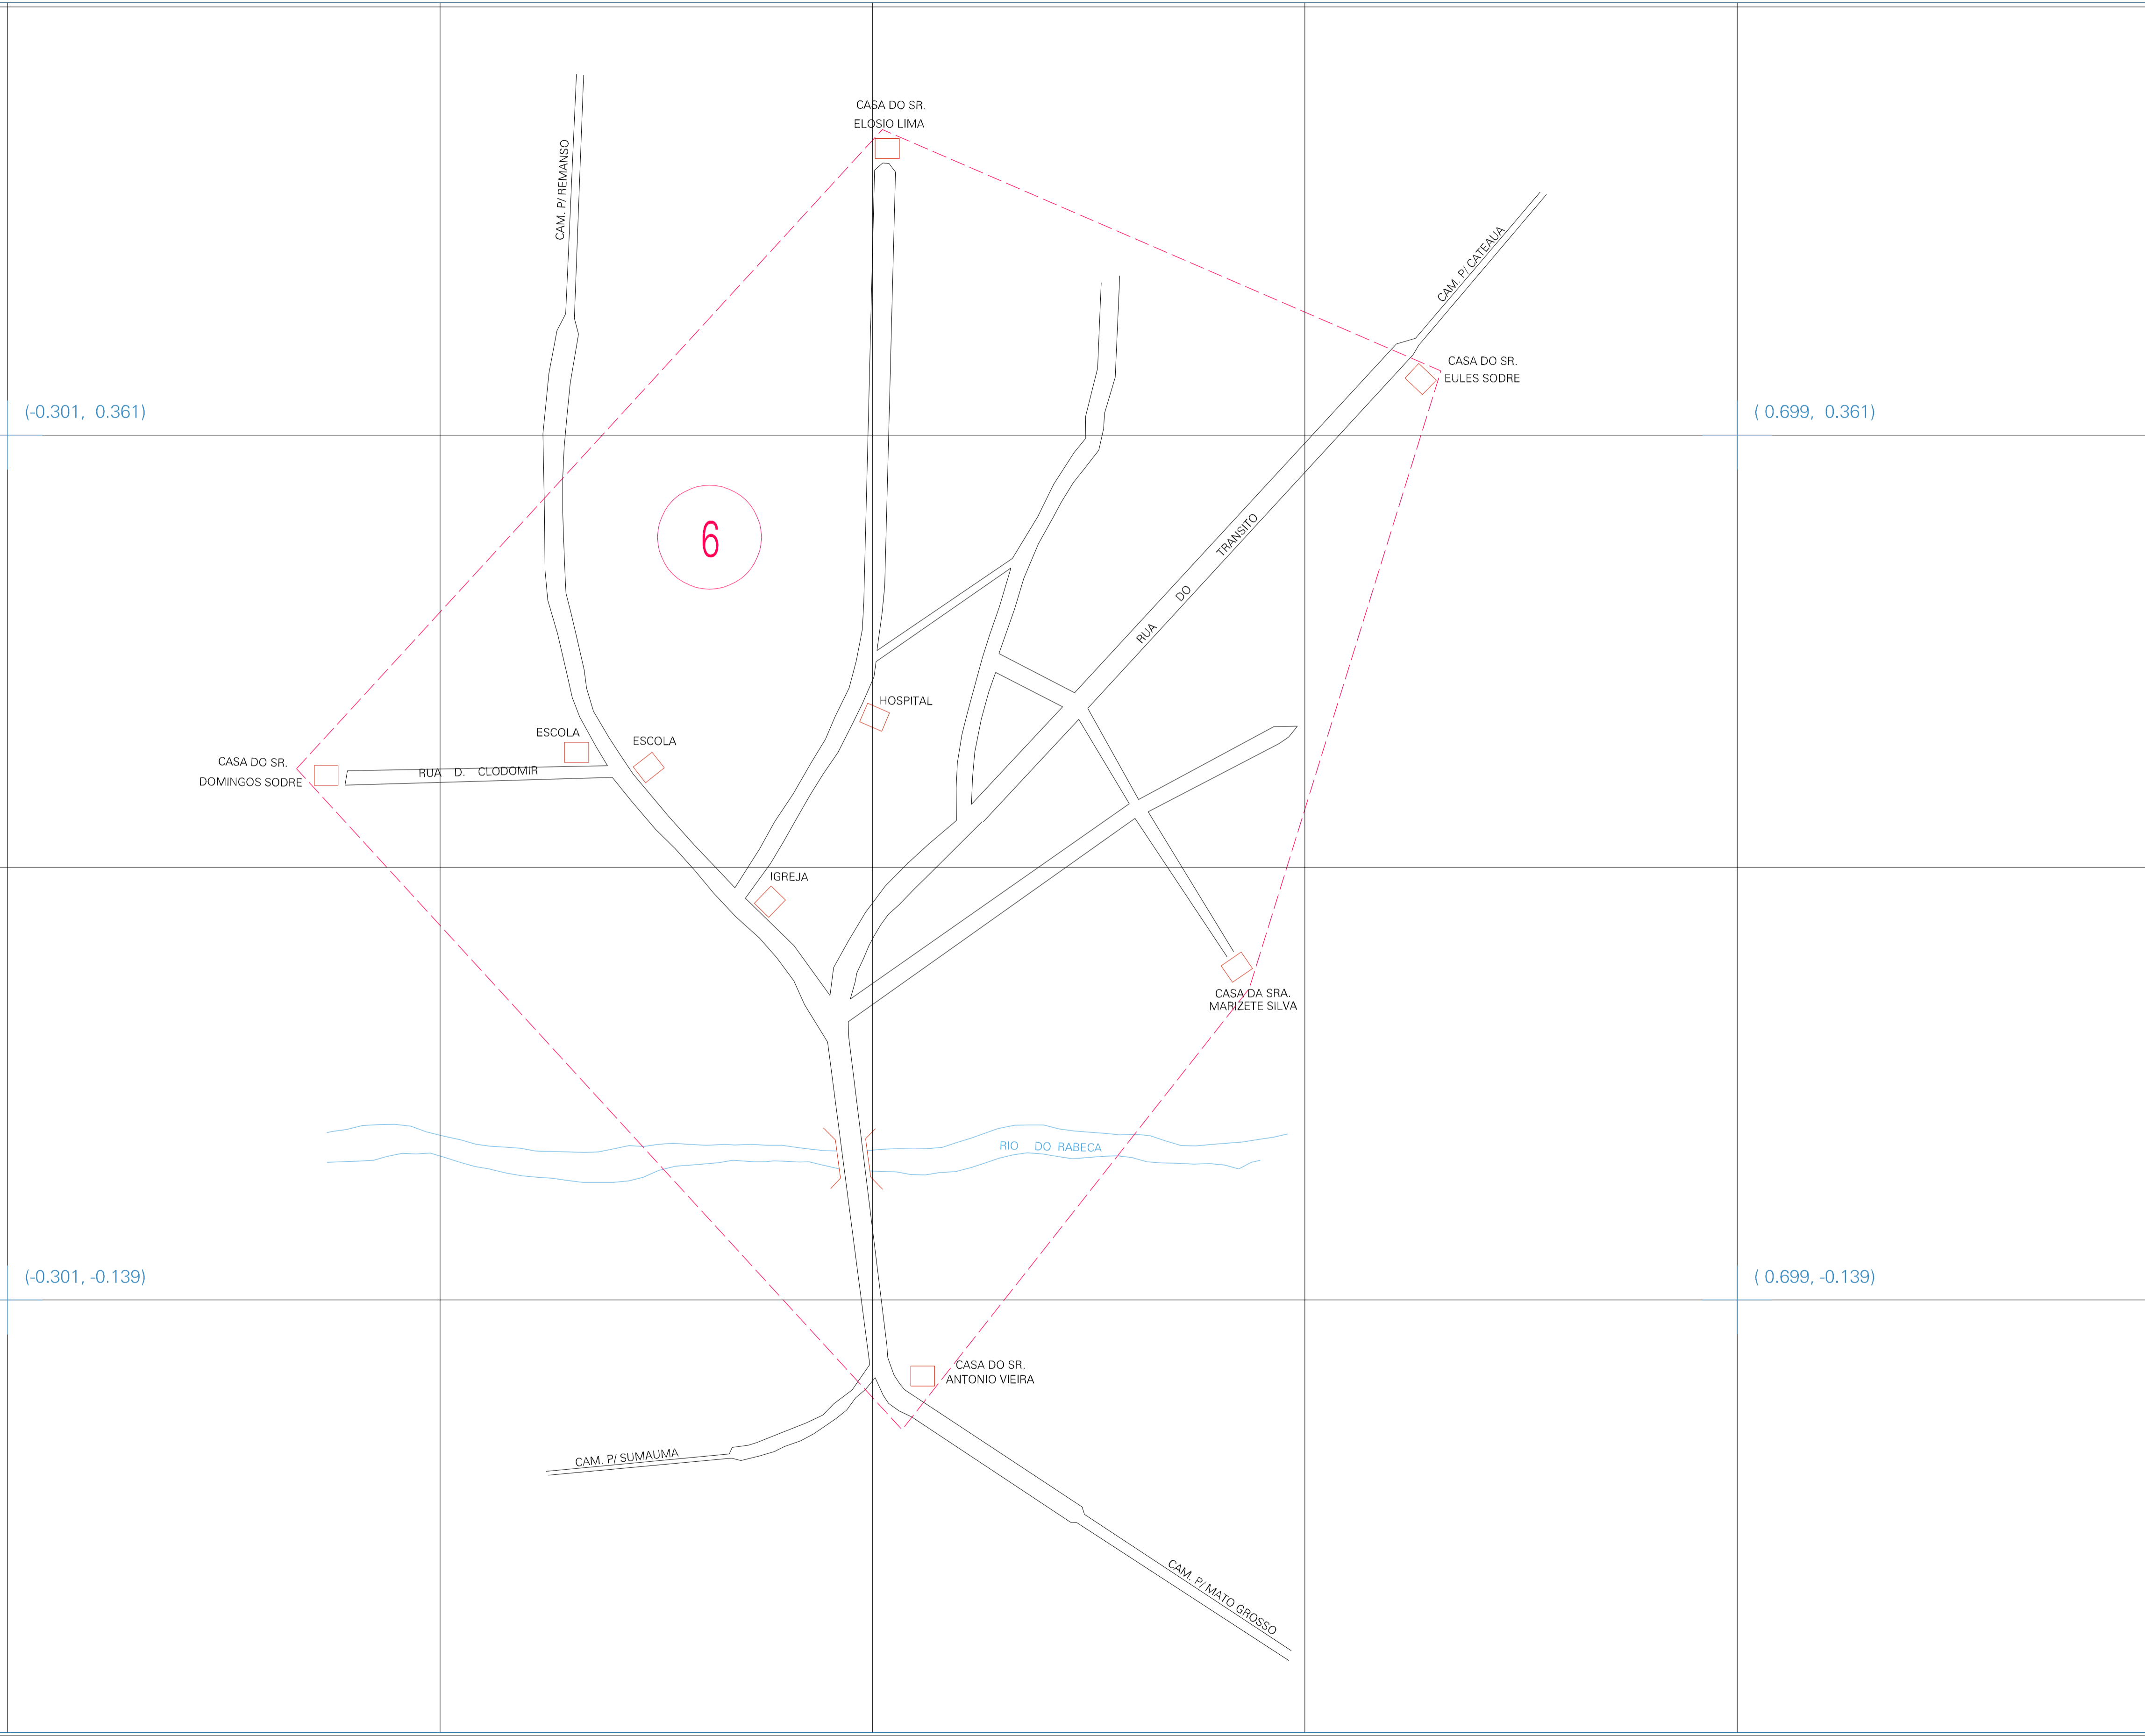 CASA DO SR.
ELOSIO LIMA
CAM. P/ REMANSO
CAM. P/ CATEAUA
CASA DO SR.
EULES SODRE
(-0.301, 0.361)
( 0.699, 0.361)
6
RUA DO TRANSITO
HOSPITAL
ESCOLA
ESCOLA
CASA DO SR.
DOMINGOS SODRE
RUA D. CLODOMIR
IGREJA
CASA DA SRA.
MARIZETE SILVA
RIO DO RABECA
(-0.301, -0.139)
( 0.699, -0.139)
CASA DO SR.
ANTONIO VIEIRA
CAM. P/ SUMAUMA
CAM. P/ MATO GROSSO